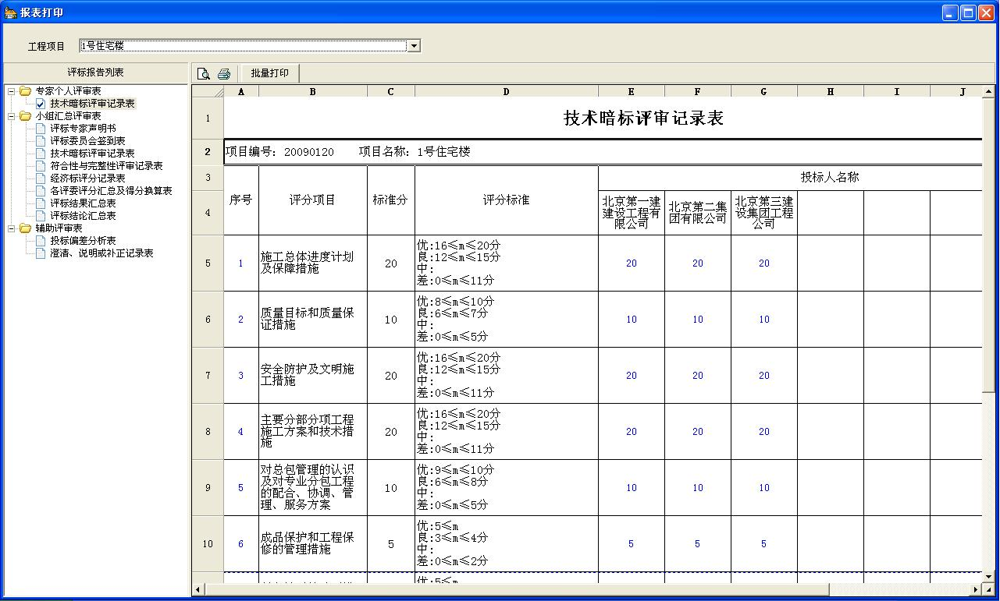 报表打印
工程项目 1号住宅楼
评标报告列表
批量打印
专家个人评审表
技术暗标评审记录表
小组汇总评审表
评标专家声明书
评标委员会签到表
技术暗标评审记录表
符合性与完整性评审记录表
经济标评分记录表
各评委评分汇总及得分换算表
评标结果汇总表
评标结论汇总表
辅助评审表
投标偏差分析表
澄清、说明或补正记录表
A B C D E F G H I J
1 技术暗标评审记录表
2 项目编号: 20090120 项目名称: 1号住宅楼
3
4
序号 评分项目 标准分 评分标准 投标人名称
北京第一建
建设工程有
限公司
北京第二集
团有限公司
北京第三建
设集团工程
公司
5
1
施工总体进度计划
及保障措施
20
优:16≤m≤20分
良:12≤m≤15分
中:
差:0≤m≤11分
20 20 20
6
2
质量目标和质量保
证措施
10
优:8≤m≤10分
良:6≤m≤7分
中:
差:0≤m≤5分
10 10 10
7
3
安全防护及文明施
工措施
20
优:16≤m≤20分
良:12≤m≤15分
中:
差:0≤m≤11分
20 20 20
8
4
主要分部分项工程
施工方案和技术措
施
20
优:16≤m≤20分
良:12≤m≤15分
中:
差:0≤m≤11分
20 20 20
9
5
对总包管理的认识
及对专业分包工程
的配合、协调、管
理、服务方案
10
优:9≤m≤10分
良:6≤m≤8分
中:
差:0≤m≤5分
10 10 10
10
6
成品保护和工程保
修的管理措施
5
优:5≤m
良:3≤m≤4分
中:
差:0≤m≤2分
5 5 5
优:5≤m